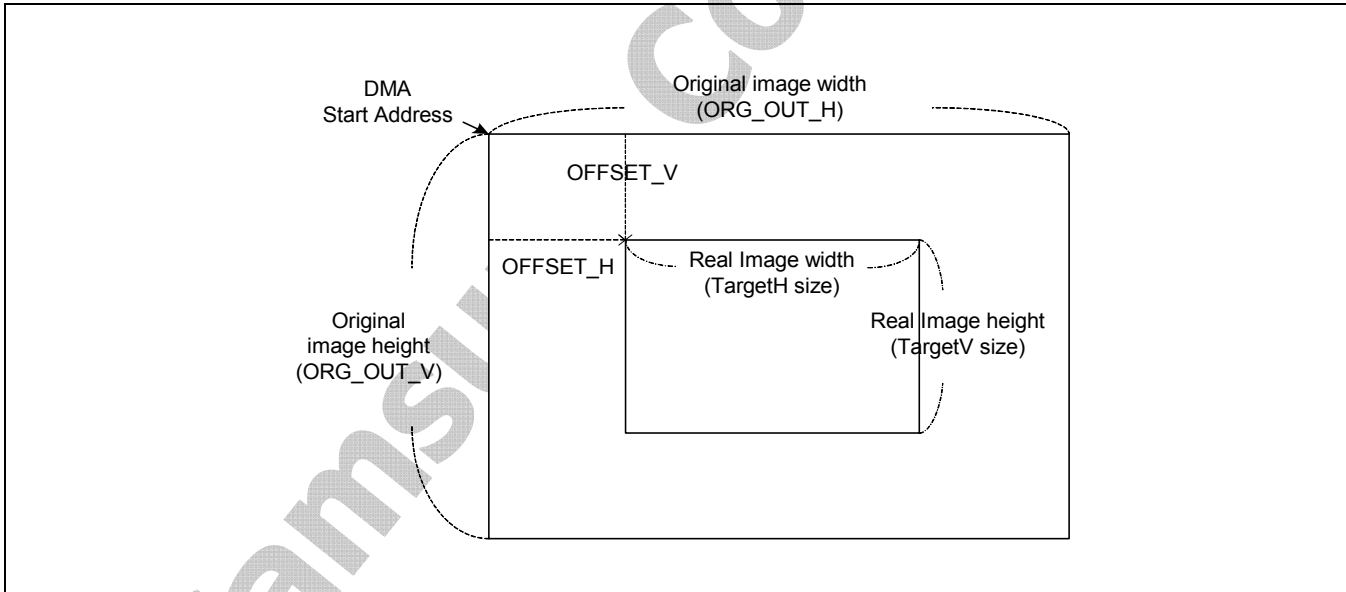 DMA
Start Address
Original image width
(ORG_OUT_H)
OFFSET_V
OFFSET_H
Real Image width
(TargetH size)
Original
image height
(ORG_OUT_V)
Real Image height
(TargetV size)